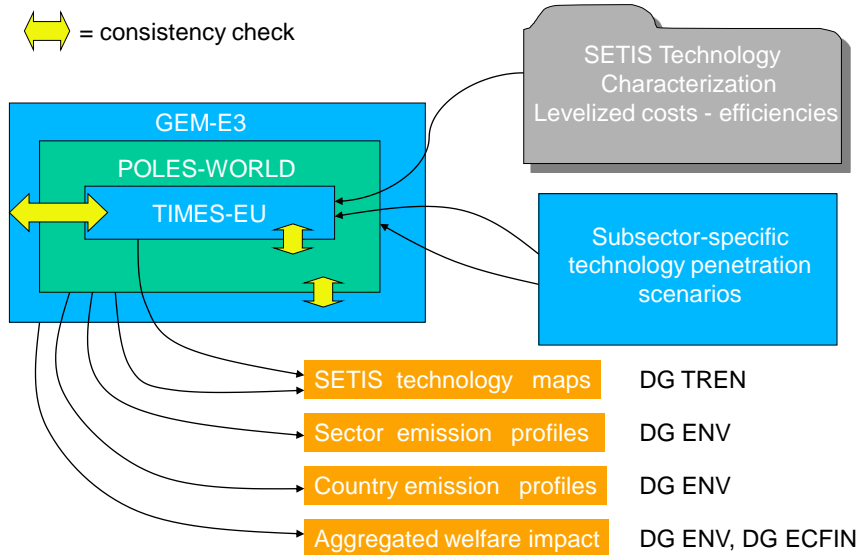 = consistency check
SETIS Technology
Characterization
Levelized costs - efficiencies
GEM-E3
POLES-WORLD
TIMES-EU
Subsector-specific
technology penetration
scenarios
SETIS technology maps DG TREN
Sector emission profiles DG ENV
Country emission profiles DG ENV
Aggregated welfare impact DG ENV, DG ECFIN